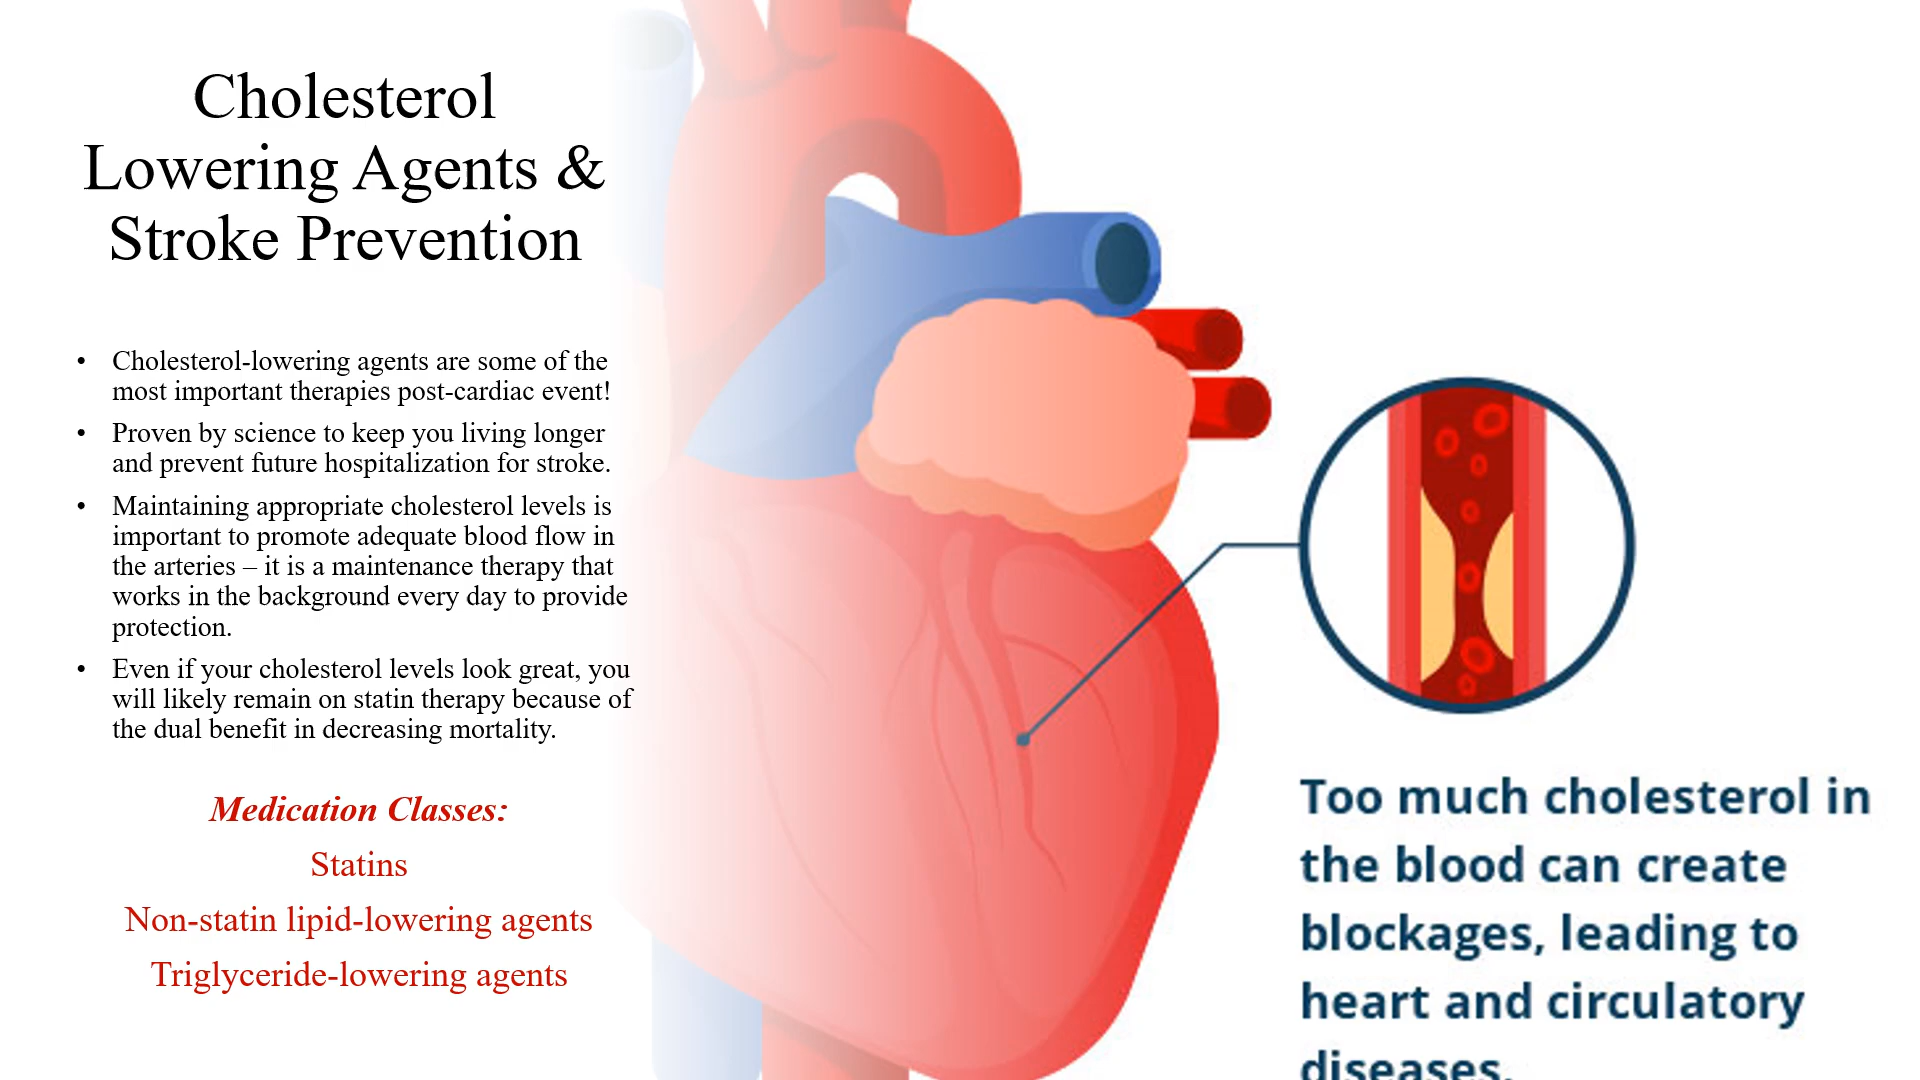 Cholesterol
Lowering Agents &
Stroke Prevention
• Cholesterol-lowering agents are some of the
most important therapies post-cardiac event!
• Proven by science to keep you living longer
and prevent future hospitalization for stroke.
• Maintaining appropriate cholesterol levels is
important to promote adequate blood flow in
the arteries – it is a maintenance therapy that
works in the background every day to provide
protection.
• Even if your cholesterol levels look great, you
will likely remain on statin therapy because of
the dual benefit in decreasing mortality.
Medication Classes:
Statins
Non-statin lipid-lowering agents
Triglyceride-lowering agents
Too much cholesterol in
the blood can create
blockages, leading to
heart and circulatory
diseases.